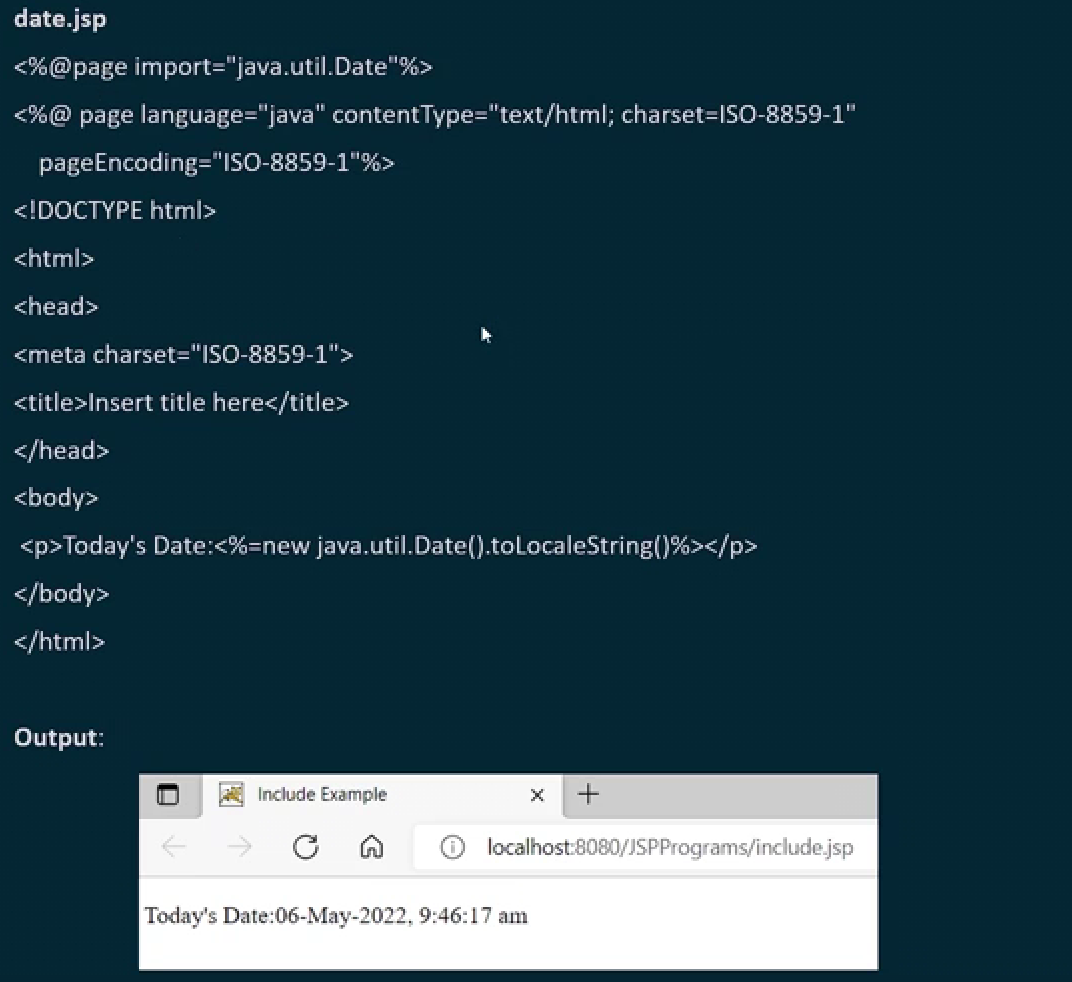 date.jsp
<%@page import="java.util.Date"%>
<%@ page language="java" contentType="text/html; charset=ISO-8859-1"
pageEncoding="ISO-8859-1"%>
<!DOCTYPE html>
<html>
<head>
<meta charset="ISO-8859-1">
<title>Insert title here</title>
</head>
<body>
<p>Today's Date:<%=new java.util.Date().toLocaleString()%></p>
</body>
</html>
Output:
Include Example
localhost:8080/JSPPrograms/include.jsp
Today's Date:06-May-2022, 9:46:17 am